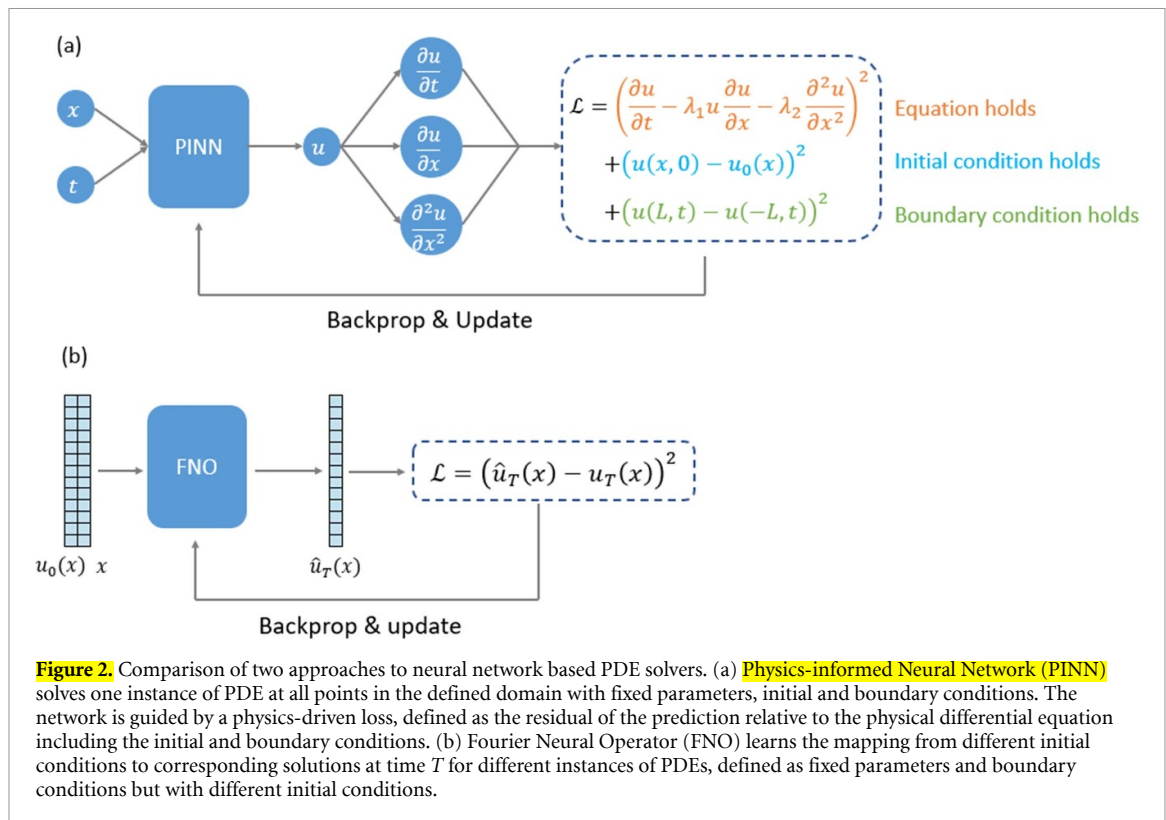 (a)
x
t
PINN
u
∂u/∂t
∂u/∂x
∂²u/∂x²
ℒ = (∂u/∂t − λ₁u ∂u/∂x − λ₂ ∂²u/∂x²)²
Equation holds
+(u(x, 0) − u₀(x))²
Initial condition holds
+(u(L, t) − u(−L, t))²
Boundary condition holds
Backprop & Update
(b)
FNO
ℒ = (û_T(x) − u_T(x))²
u₀(x) x
û_T(x)
Backprop & update
Figure 2. Comparison of two approaches to neural network based PDE solvers. (a) Physics-informed Neural Network (PINN)
solves one instance of PDE at all points in the defined domain with fixed parameters, initial and boundary conditions. The
network is guided by a physics-driven loss, defined as the residual of the prediction relative to the physical differential equation
including the initial and boundary conditions. (b) Fourier Neural Operator (FNO) learns the mapping from different initial
conditions to corresponding solutions at time T for different instances of PDEs, defined as fixed parameters and boundary
conditions but with different initial conditions.